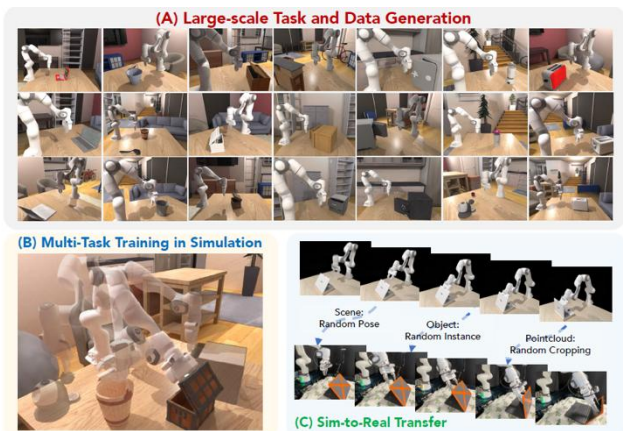 (A) Large-scale Task and Data Generation
(B) Multi-Task Training in Simulation
Scene:
Random Pose
Object:
Random Instance
Pointcloud:
Random Cropping
(C) Sim-to-Real Transfer